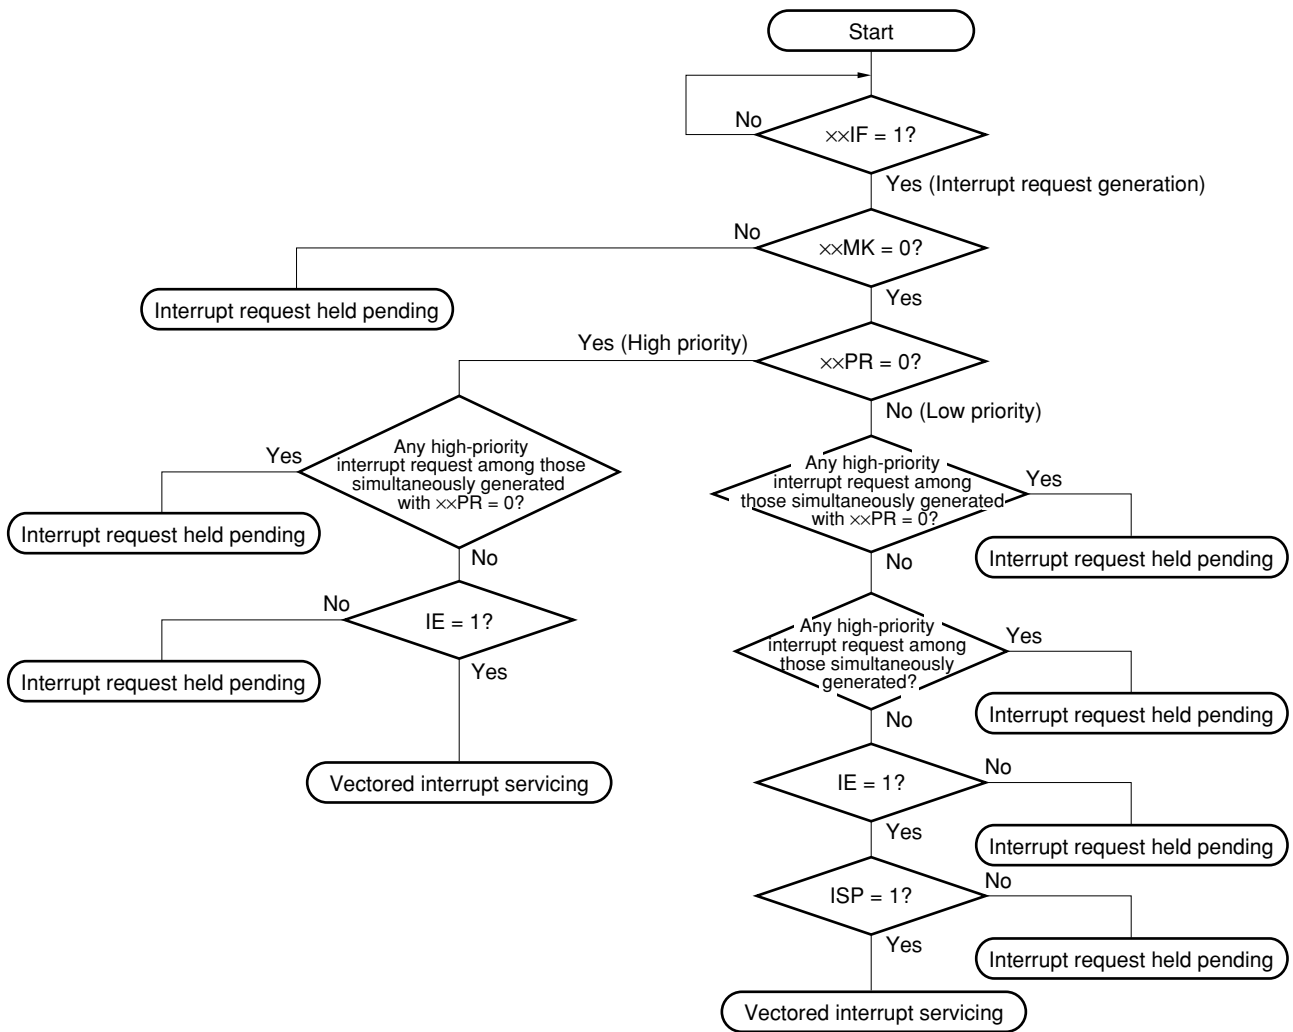 Start
No
××IF = 1?
Yes (Interrupt request generation)
No
××MK = 0?
Interrupt request held pending
Yes
Yes (High priority)
××PR = 0?
No (Low priority)
Yes
Any high-priority
interrupt request among those
simultaneously generated
with ××PR = 0?
Any high-priority
interrupt request among
those simultaneously generated
with ××PR = 0?
Yes
Interrupt request held pending
Interrupt request held pending
No
No
No
IE = 1?
Any high-priority
interrupt request among
those simultaneously
generated?
Yes
Interrupt request held pending
Yes
Interrupt request held pending
No
Vectored interrupt servicing
IE = 1?
No
Yes
Interrupt request held pending
ISP = 1?
No
Yes
Interrupt request held pending
Vectored interrupt servicing